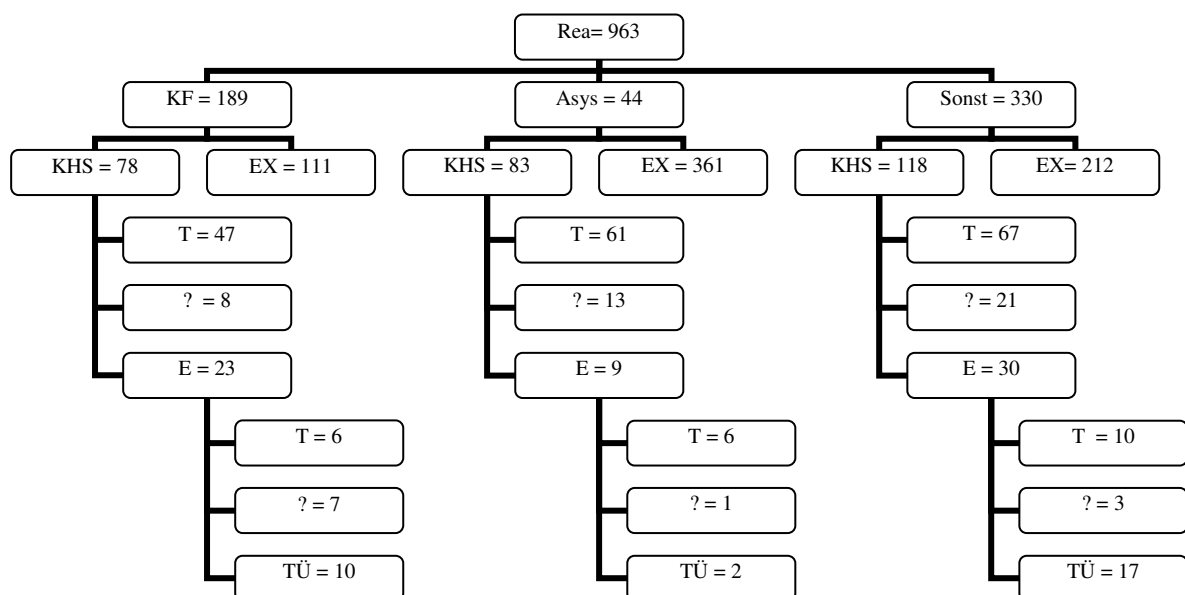 Rea= 963
KF = 189
Asys = 44
Sonst = 330
KHS = 78
EX = 111
KHS = 83
EX = 361
KHS = 118
EX= 212
T = 47
T = 61
T = 67
? = 8
? = 13
? = 21
E = 23
E = 9
E = 30
T = 6
T = 6
T = 10
? = 7
? = 1
? = 3
TÜ = 10
TÜ = 2
TÜ = 17